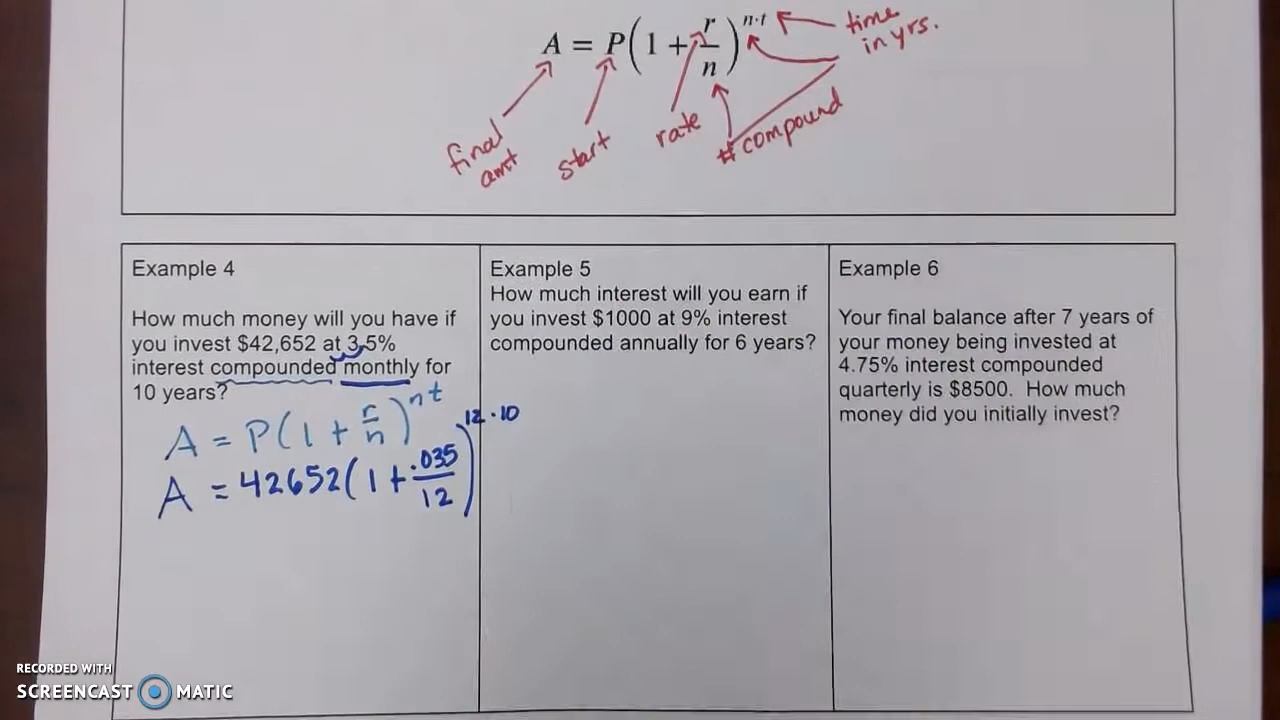 A = P(1 + r/n)^n·t
time
in yrs.
final
amt
start
rate
# compound
Example 4
How much money will you have if
you invest $42,652 at 3.5%
interest compounded monthly for
10 years?
A = P(1 + r/n)^nt
A = 42652(1 + .035/12)^12·10
Example 5
How much interest will you earn if
you invest $1000 at 9% interest
compounded annually for 6 years?
Example 6
Your final balance after 7 years of
your money being invested at
4.75% interest compounded
quarterly is $8500. How much
money did you initially invest?
RECORDED WITH
SCREENCAST MATIC